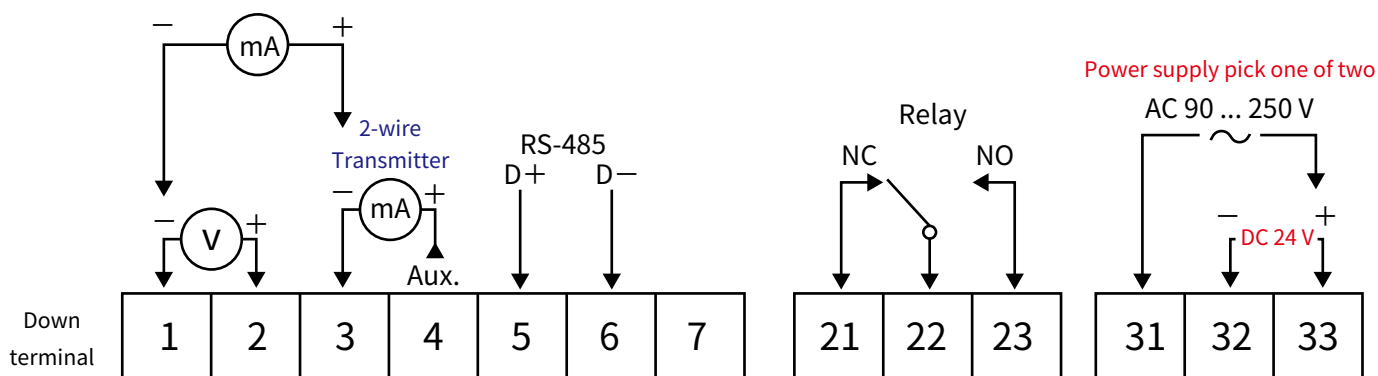 − mA +
Power supply pick one of two
AC 90 ... 250 V
2-wire
Transmitter
Relay
RS-485
NC NO
D+ D−
− mA +
− V +
− +
DC 24 V
Aux.
Down
terminal
1 2 3 4 5 6 7 21 22 23 31 32 33